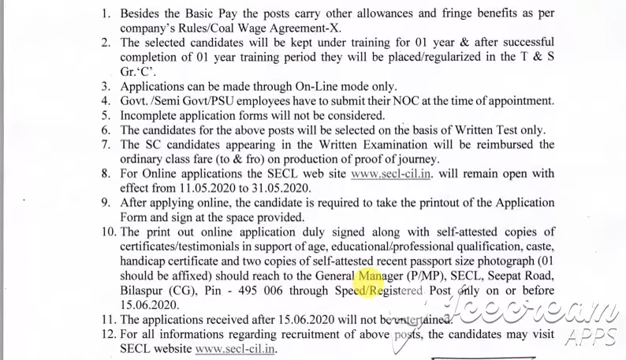 1. Besides the Basic Pay the posts carry other allowances and fringe benefits as per
company's Rules/Coal Wage Agreement-X.
2. The selected candidates will be kept under training for 01 year & after successful
completion of 01 year training period they will be placed/regularized in the T & S
Gr.'C'.
3. Applications can be made through On-Line mode only.
4. Govt. /Semi Govt/PSU employees have to submit their NOC at the time of appointment.
5. Incomplete application forms will not be considered.
6. The candidates for the above posts will be selected on the basis of Written Test only.
7. The SC candidates appearing in the Written Examination will be reimbursed the
ordinary class fare (to & fro) on production of proof of journey.
8. For Online applications the SECL web site www.secl-cil.in. will remain open with
effect from 11.05.2020 to 31.05.2020.
9. After applying online, the candidate is required to take the printout of the Application
Form and sign at the space provided.
10. The print out online application duly signed along with self-attested copies of
certificates/testimonials in support of age, educational/professional qualification, caste,
handicap certificate and two copies of self-attested recent passport size photograph (01
should be affixed) should reach to the General Manager (P/MP), SECL, Seepat Road,
Bilaspur (CG), Pin - 495 006 through Speed/Registered Post only on or before
15.06.2020.
11. The applications received after 15.06.2020 will not be entertained.
12. For all informations regarding recruitment of above posts, the candidates may visit
SECL website www.secl-cil.in.
Icecream
APPS